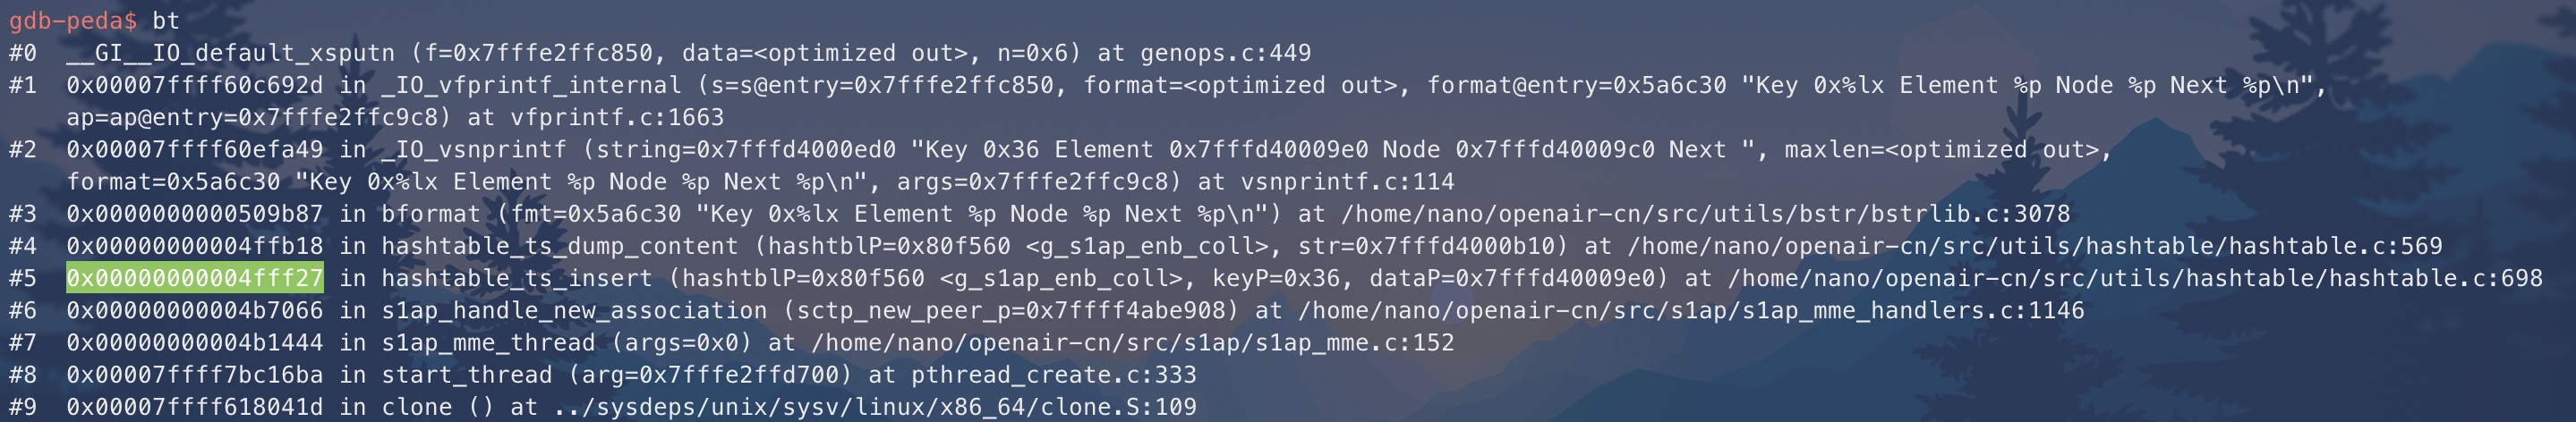 gdb-peda$ bt
#0  __GI__IO_default_xsputn (f=0x7fffe2ffc850, data=<optimized out>, n=0x6) at genops.c:449
#1  0x00007ffff60c692d in _IO_vfprintf_internal (s=s@entry=0x7fffe2ffc850, format=<optimized out>, format@entry=0x5a6c30 "Key 0x%lx Element %p Node %p Next %p\n",
    ap=ap@entry=0x7fffe2ffc9c8) at vfprintf.c:1663
#2  0x00007ffff60efa49 in _IO_vsnprintf (string=0x7fffd4000ed0 "Key 0x36 Element 0x7fffd40009e0 Node 0x7fffd40009c0 Next ", maxlen=<optimized out>,
    format=0x5a6c30 "Key 0x%lx Element %p Node %p Next %p\n", args=0x7fffe2ffc9c8) at vsnprintf.c:114
#3  0x0000000000509b87 in bformat (fmt=0x5a6c30 "Key 0x%lx Element %p Node %p Next %p\n") at /home/nano/openair-cn/src/utils/bstr/bstrlib.c:3078
#4  0x00000000004ffb18 in hashtable_ts_dump_content (hashtblP=0x80f560 <g_s1ap_enb_coll>, str=0x7fffd4000b10) at /home/nano/openair-cn/src/utils/hashtable/hashtable.c:569
#5  0x00000000004fff27 in hashtable_ts_insert (hashtblP=0x80f560 <g_s1ap_enb_coll>, keyP=0x36, dataP=0x7fffd40009e0) at /home/nano/openair-cn/src/utils/hashtable/hashtable.c:698
#6  0x00000000004b7066 in s1ap_handle_new_association (sctp_new_peer_p=0x7ffff4abe908) at /home/nano/openair-cn/src/s1ap/s1ap_mme_handlers.c:1146
#7  0x00000000004b1444 in s1ap_mme_thread (args=0x0) at /home/nano/openair-cn/src/s1ap/s1ap_mme.c:152
#8  0x00007ffff7bc16ba in start_thread (arg=0x7fffe2ffd700) at pthread_create.c:333
#9  0x00007ffff618041d in clone () at ../sysdeps/unix/sysv/linux/x86_64/clone.S:109